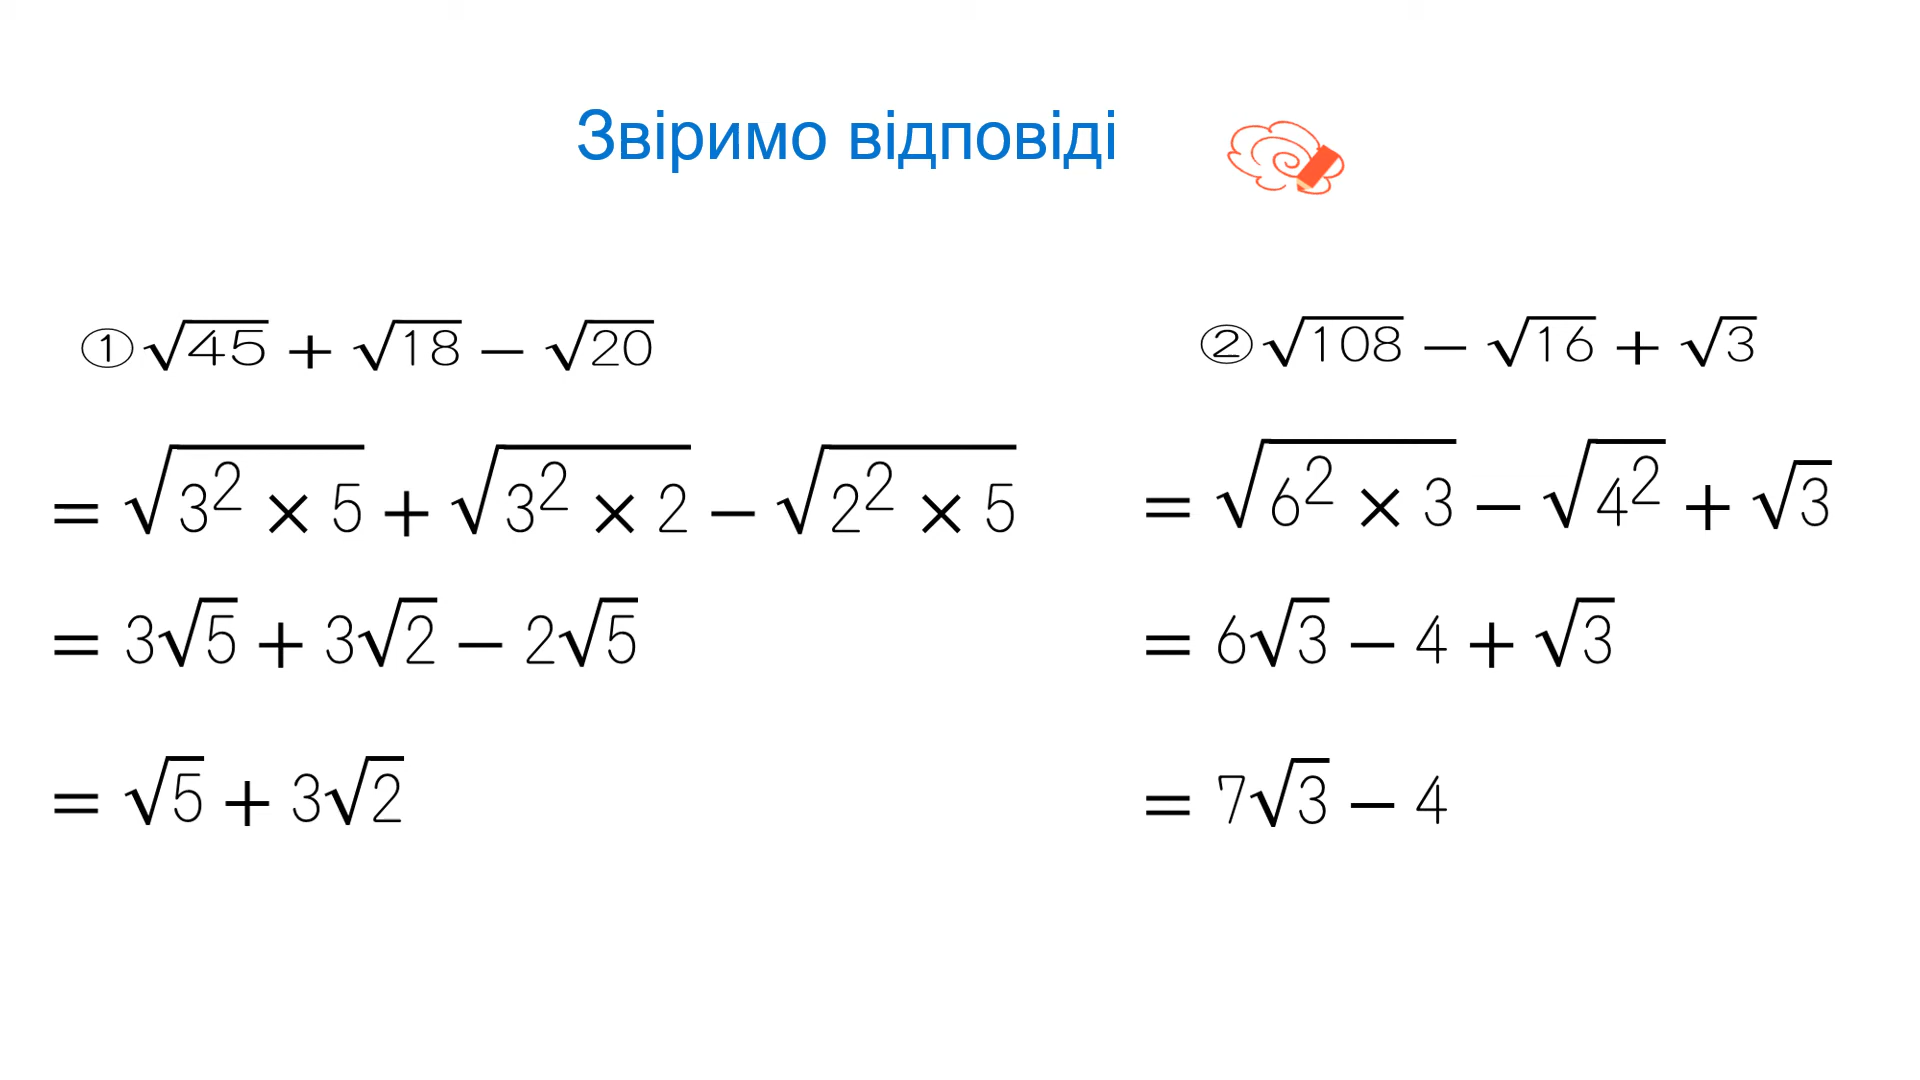 Звіримо відповіді
①√45 + √18 − √20
= √3² × 5 + √3² × 2 − √2² × 5
= 3√5 + 3√2 − 2√5
= √5 + 3√2
②√108 − √16 + √3
= √6² × 3 − √4² + √3
= 6√3 − 4 + √3
= 7√3 − 4